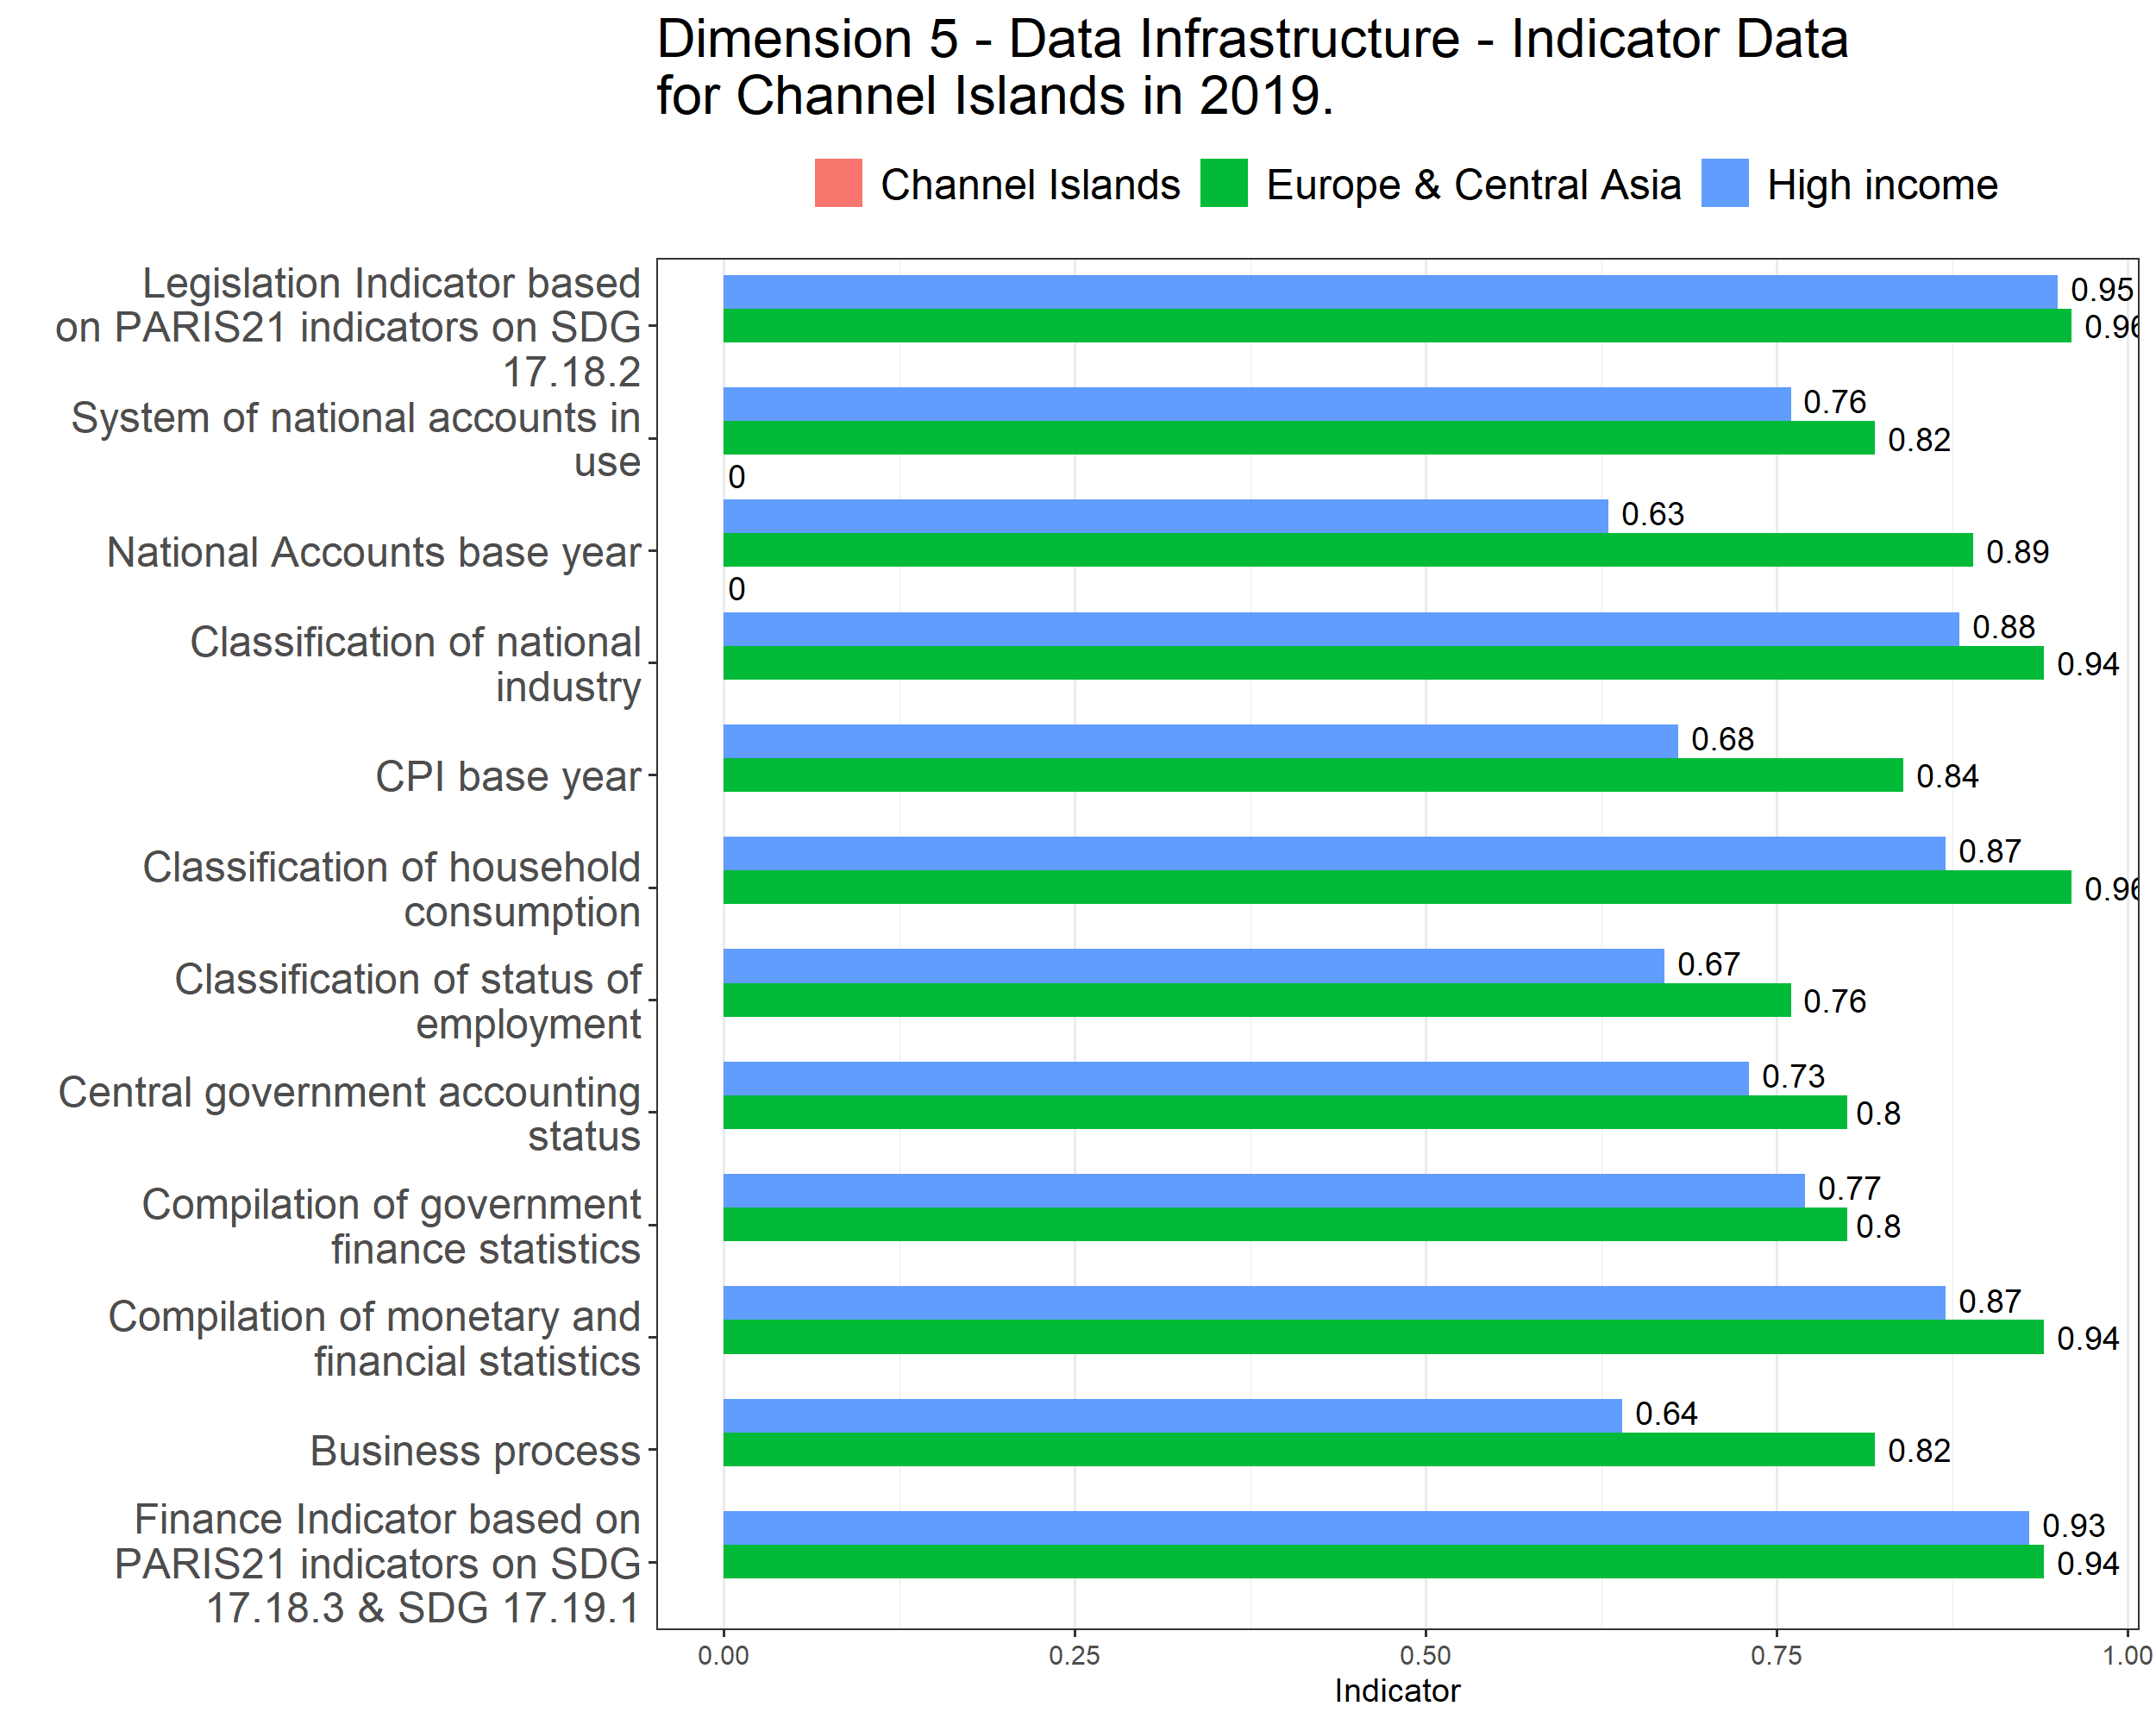 Dimension 5 - Data Infrastructure - Indicator Data
for Channel Islands in 2019.
Channel Islands Europe & Central Asia High income
Legislation Indicator based
on PARIS21 indicators on SDG
17.18.2
0.95
0.96
System of national accounts in
use
0.76
0.82
0
National Accounts base year
0.63
0.89
0
Classification of national
industry
0.88
0.94
CPI base year
0.68
0.84
Classification of household
consumption
0.87
0.96
Classification of status of
employment
0.67
0.76
Central government accounting
status
0.73
0.8
Compilation of government
finance statistics
0.77
0.8
Compilation of monetary and
financial statistics
0.87
0.94
Business process
0.64
0.82
Finance Indicator based on
PARIS21 indicators on SDG
17.18.3 & SDG 17.19.1
0.93
0.94
0.00 0.25 0.50 0.75 1.00
Indicator